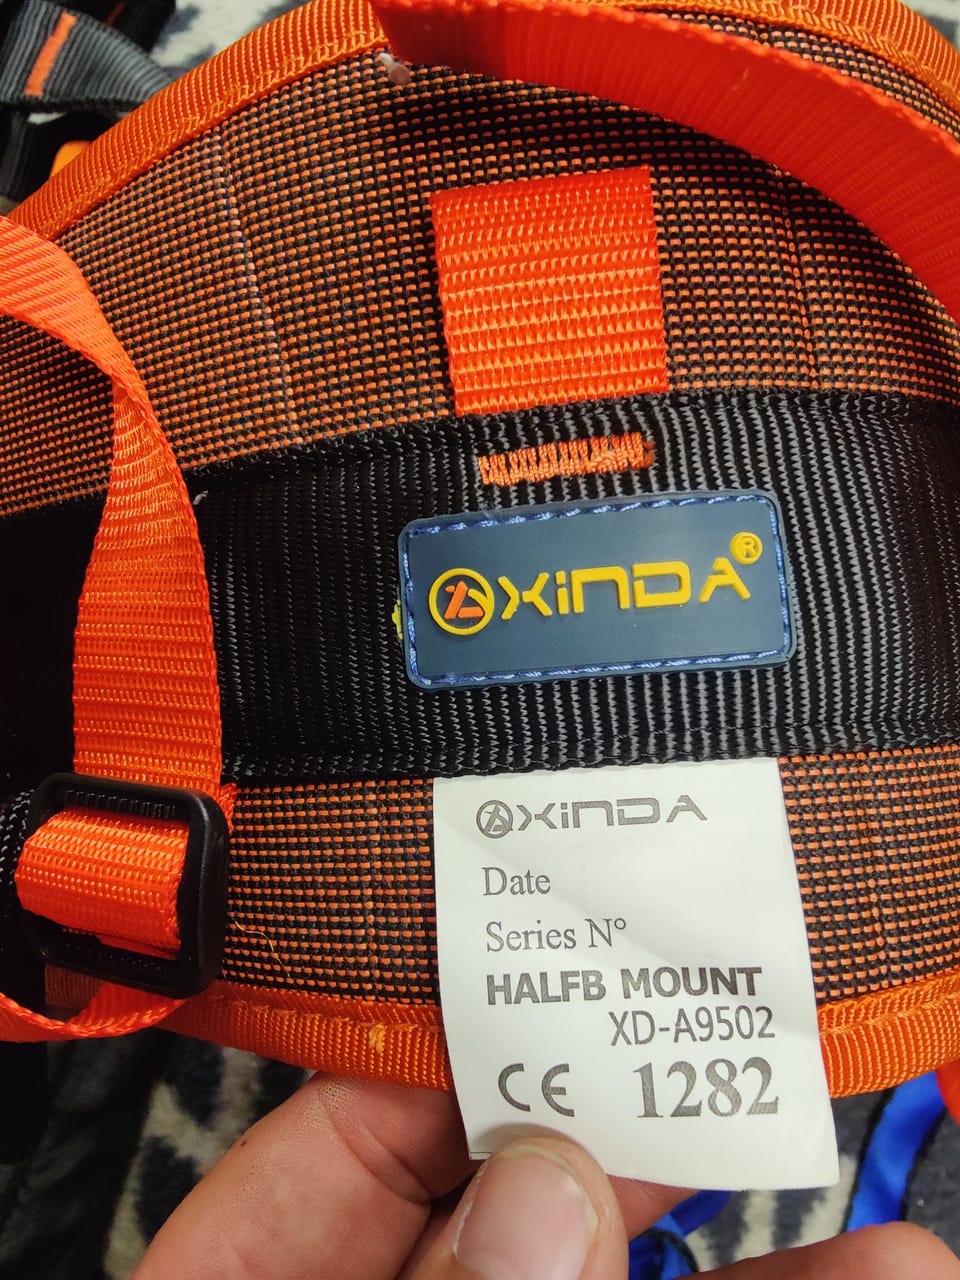 XiNDA®
XiNDA
Date
Series N°
HALFB MOUNT
XD-A9502
CE 1282